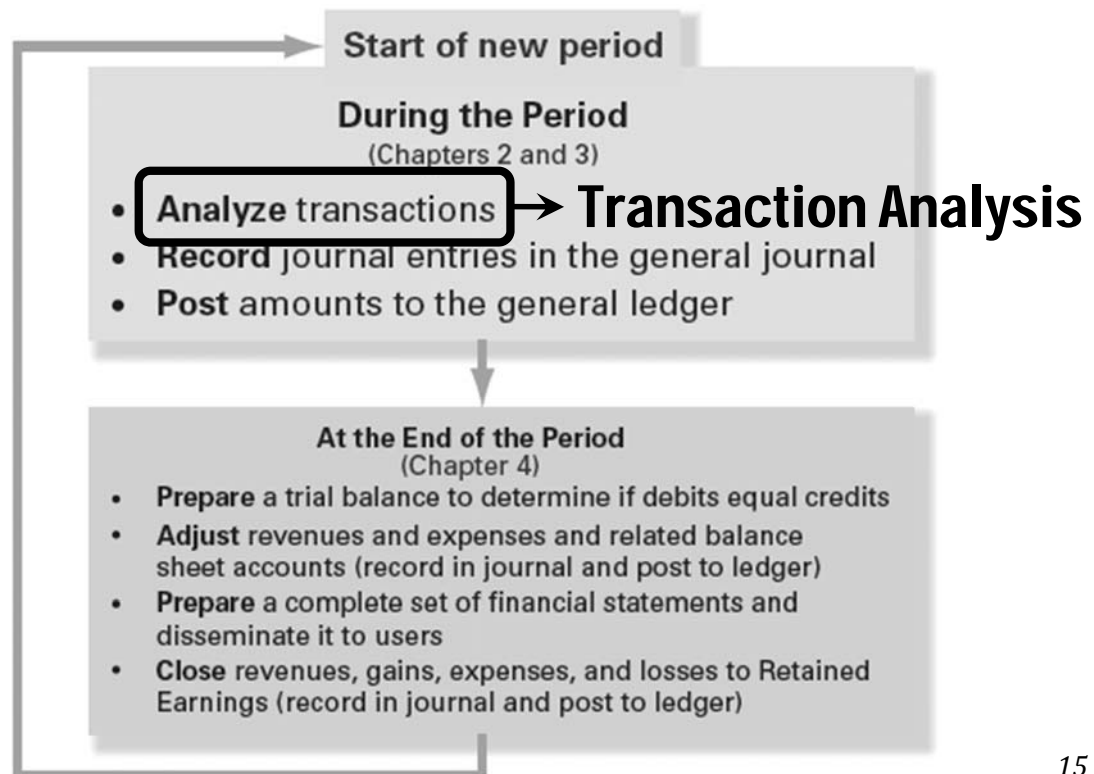 Start of new period
During the Period
(Chapters 2 and 3)
• Analyze transactions → Transaction Analysis
• Record journal entries in the general journal
• Post amounts to the general ledger
At the End of the Period
(Chapter 4)
• Prepare a trial balance to determine if debits equal credits
• Adjust revenues and expenses and related balance
sheet accounts (record in journal and post to ledger)
• Prepare a complete set of financial statements and
disseminate it to users
• Close revenues, gains, expenses, and losses to Retained
Earnings (record in journal and post to ledger)
15